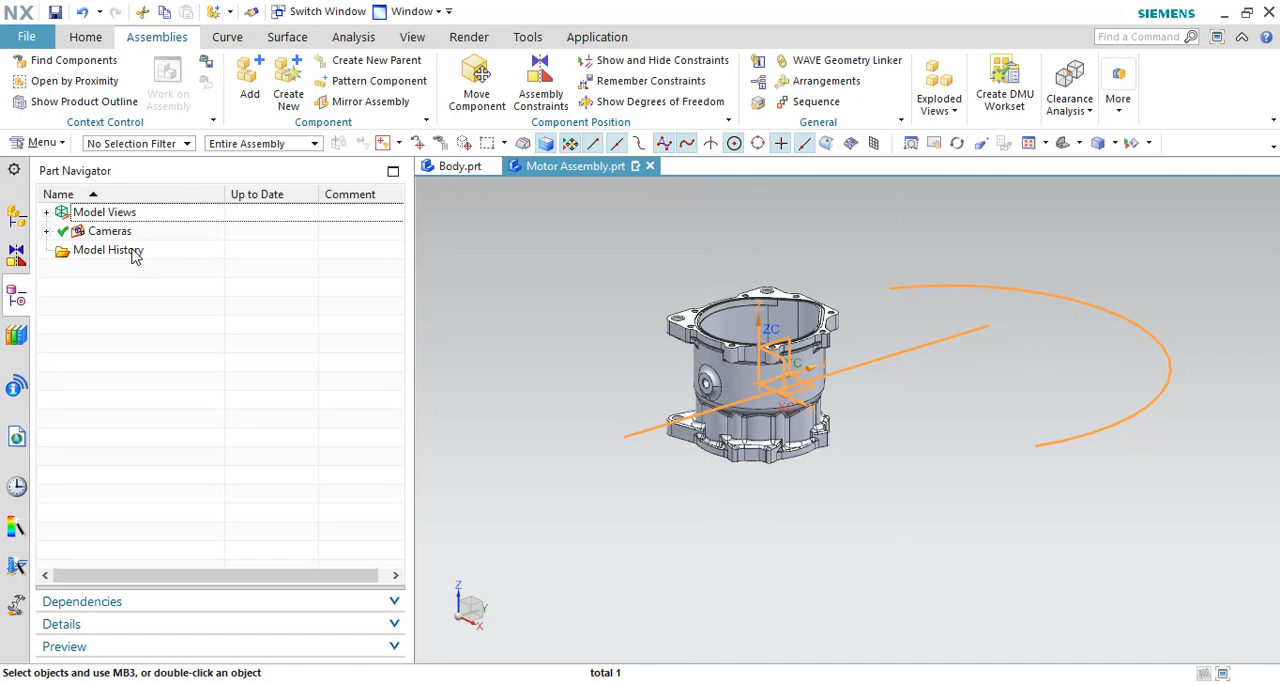 NX Switch Window Window SIEMENS
File Home Assemblies Curve Surface Analysis View Render Tools Application Find a Command
Find Components
Open by Proximity
Show Product Outline
Work on Assembly
Context Control
Add
Create New
Create New Parent
Pattern Component
Mirror Assembly
Component
Move Component
Assembly Constraints
Show and Hide Constraints
Remember Constraints
Show Degrees of Freedom
Component Position
WAVE Geometry Linker
Arrangements
Sequence
General
Exploded Views
Create DMU Workset
Clearance Analysis
More
Menu No Selection Filter Entire Assembly
Part Navigator
Body.prt Motor Assembly.prt
Name Up to Date Comment
Model Views
Cameras
Model History
ZC
YC
XC
Z
Y
X
Dependencies
Details
Preview
Select objects and use MB3, or double-click an object total 1